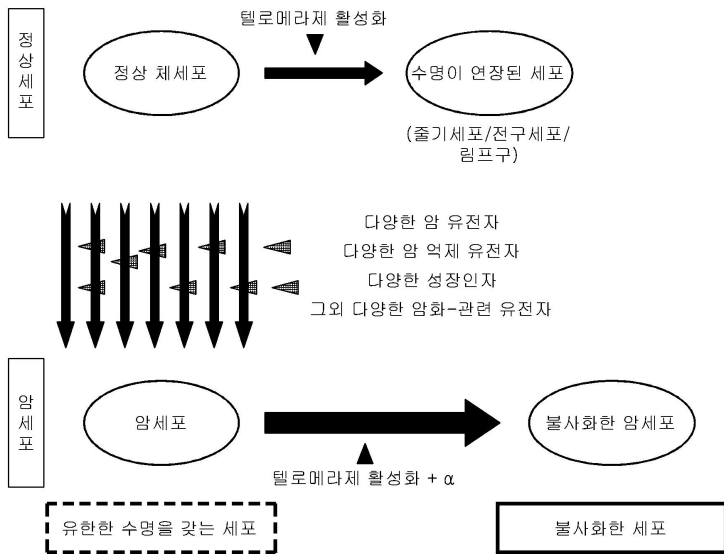 텔로메라제 활성화
정상세포
정상 체세포
수명이 연장된 세포
(줄기세포/전구세포/
림프구)
다양한 암 유전자
다양한 암 억제 유전자
다양한 성장인자
그외 다양한 암화-관련 유전자
암세포
암세포
불사화한 암세포
텔로메라제 활성화 + α
유한한 수명을 갖는 세포
불사화한 세포